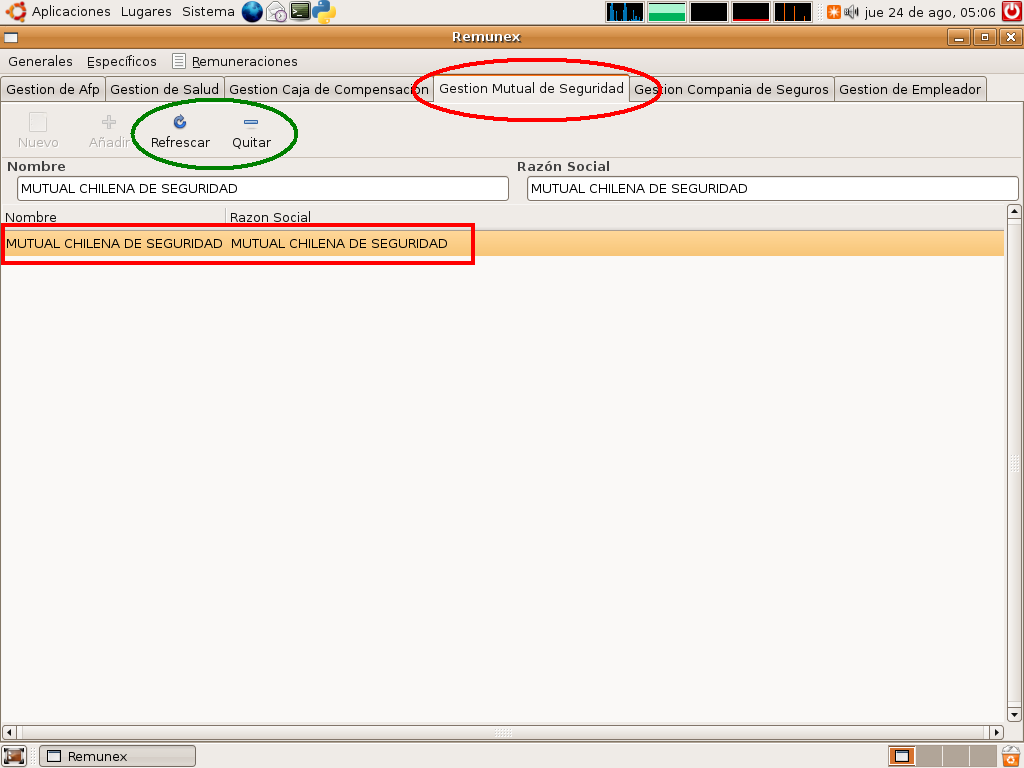 Aplicaciones Lugares Sistema jue 24 de ago, 05:06
Remunex
Generales Específicos Remuneraciones
Gestion de Afp Gestion de Salud Gestion Caja de Compensación Gestion Mutual de Seguridad Gestion Compania de Seguros Gestion de Empleador
Nuevo Añadir Refrescar Quitar
Nombre Razón Social
MUTUAL CHILENA DE SEGURIDAD MUTUAL CHILENA DE SEGURIDAD
Nombre Razon Social
MUTUAL CHILENA DE SEGURIDAD MUTUAL CHILENA DE SEGURIDAD
Remunex